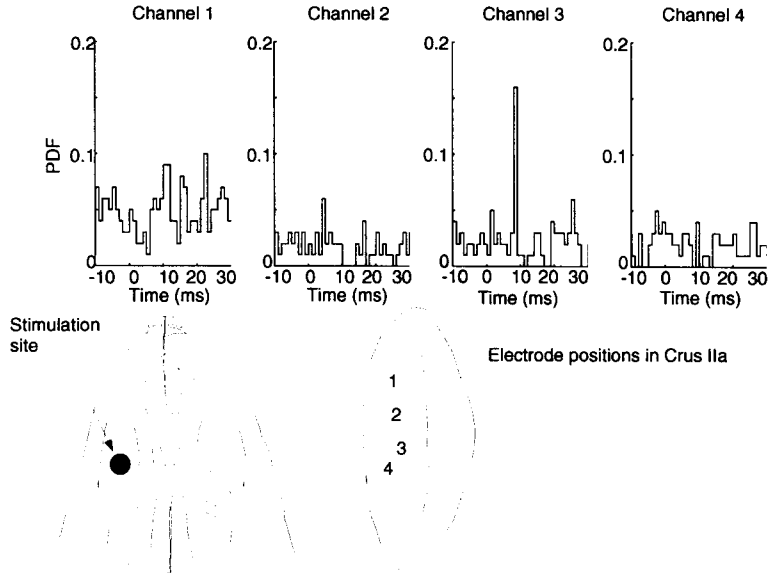 Channel 1
Channel 2
Channel 3
Channel 4
PDF
0.2
0.1
0
-10 0 10 20 30
Time (ms)
0.2
0.1
0
-10 0 10 20 30
Time (ms)
0.2
0.1
0
-10 0 10 20 30
Time (ms)
0.2
0.1
0
-10 0 10 20 30
Time (ms)
Stimulation
site
Electrode positions in Crus IIa
1
2
3
4